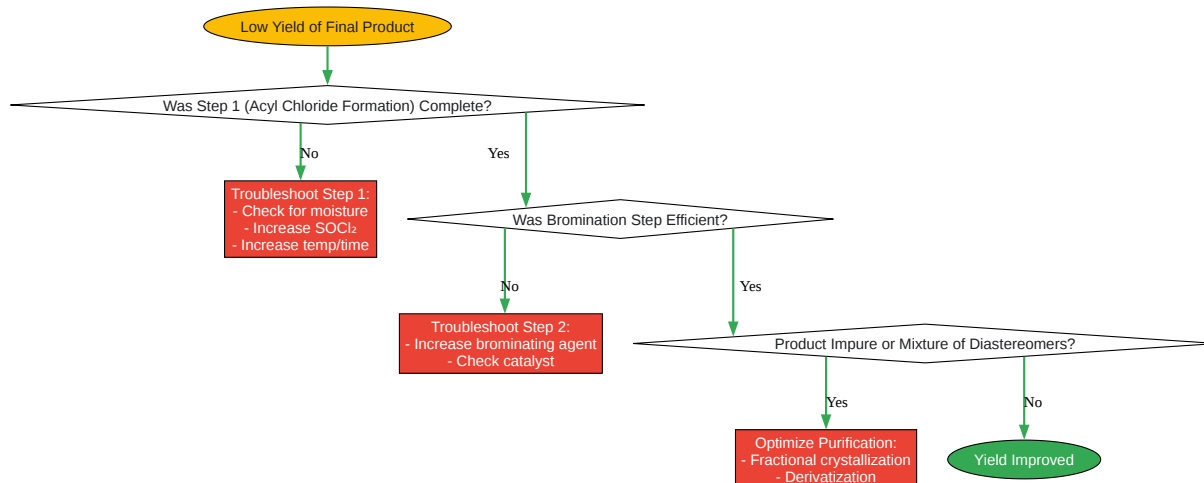 Low Yield of Final Product
Was Step 1 (Acyl Chloride Formation) Complete?
No
Yes
Troubleshoot Step 1:
- Check for moisture
- Increase SOCl₂
- Increase temp/time
Was Bromination Step Efficient?
No
Yes
Troubleshoot Step 2:
- Increase brominating agent
- Check catalyst
Product Impure or Mixture of Diastereomers?
Yes
No
Optimize Purification:
- Fractional crystallization
- Derivatization
Yield Improved